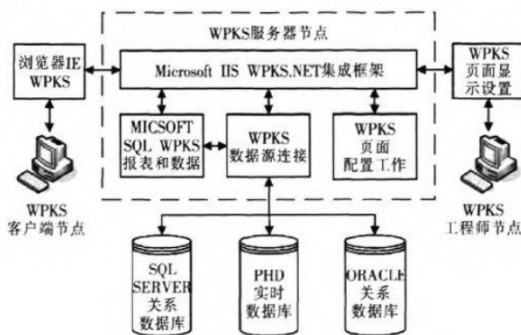 WPKS服务器节点
浏览器IE
WPKS
Microsoft IIS WPKS.NET集成框架
WPKS
页面显
示设置
MICSOFT
SQL WPKS
报表和数据
WPKS
数据源连接
WPKS
页面
配置工作
WPKS
客户端节点
WPKS
工程师节点
SQL
SERVER
关系
数据库
PHD
实时
数据库
ORACLE
关系
数据库